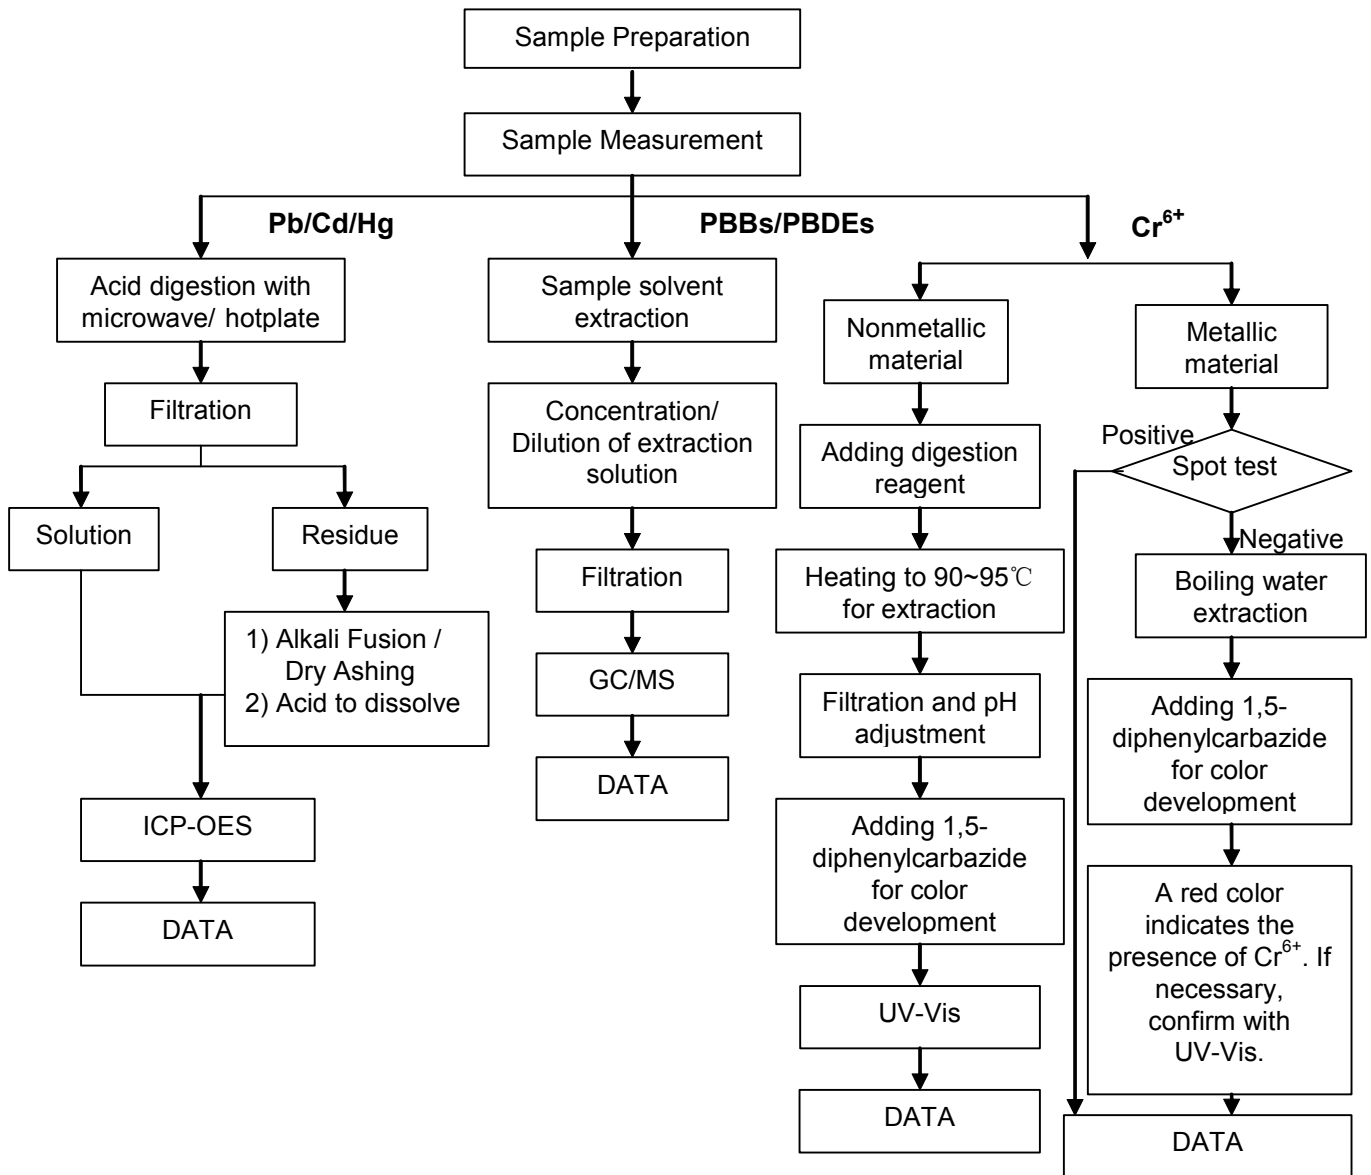 Sample Preparation
Sample Measurement
Pb/Cd/Hg
PBBs/PBDEs
Cr⁶⁺
Acid digestion with
microwave/ hotplate
Filtration
Solution
Residue
1) Alkali Fusion /
Dry Ashing
2) Acid to dissolve
ICP-OES
DATA
Sample solvent
extraction
Concentration/
Dilution of extraction
solution
Filtration
GC/MS
DATA
Nonmetallic
material
Adding digestion
reagent
Heating to 90~95℃
for extraction
Filtration and pH
adjustment
Adding 1,5-
diphenylcarbazide
for color
development
UV-Vis
DATA
Metallic
material
Positive
Spot test
Negative
Boiling water
extraction
Adding 1,5-
diphenylcarbazide
for color
development
A red color
indicates the
presence of Cr⁶⁺. If
necessary,
confirm with
UV-Vis.
DATA